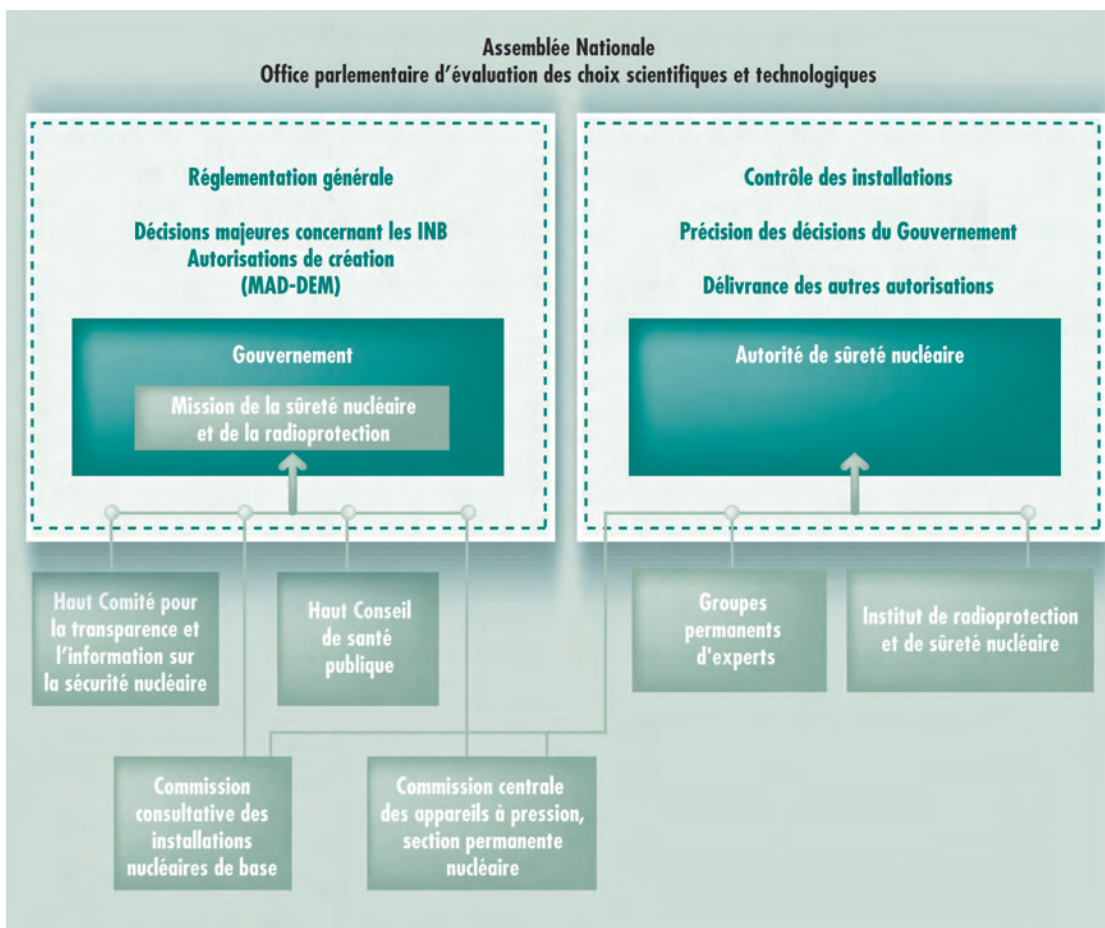 Assemblée Nationale
Office parlementaire d'évaluation des choix scientifiques et technologiques
Réglementation générale
Décisions majeures concernant les INB
Autorisations de création
(MAD-DEM)
Gouvernement
Mission de la sûreté nucléaire
et de la radioprotection
Contrôle des installations
Précision des décisions du Gouvernement
Délivrance des autres autorisations
Autorité de sûreté nucléaire
Haut Comité pour
la transparence et
l'information sur
la sécurité nucléaire
Haut Conseil
de santé
publique
Groupes
permanents
d'experts
Institut de radioprotection
et de sûreté nucléaire
Commission
consultative des
installations
nucléaires de base
Commission centrale
des appareils à pression,
section permanente
nucléaire